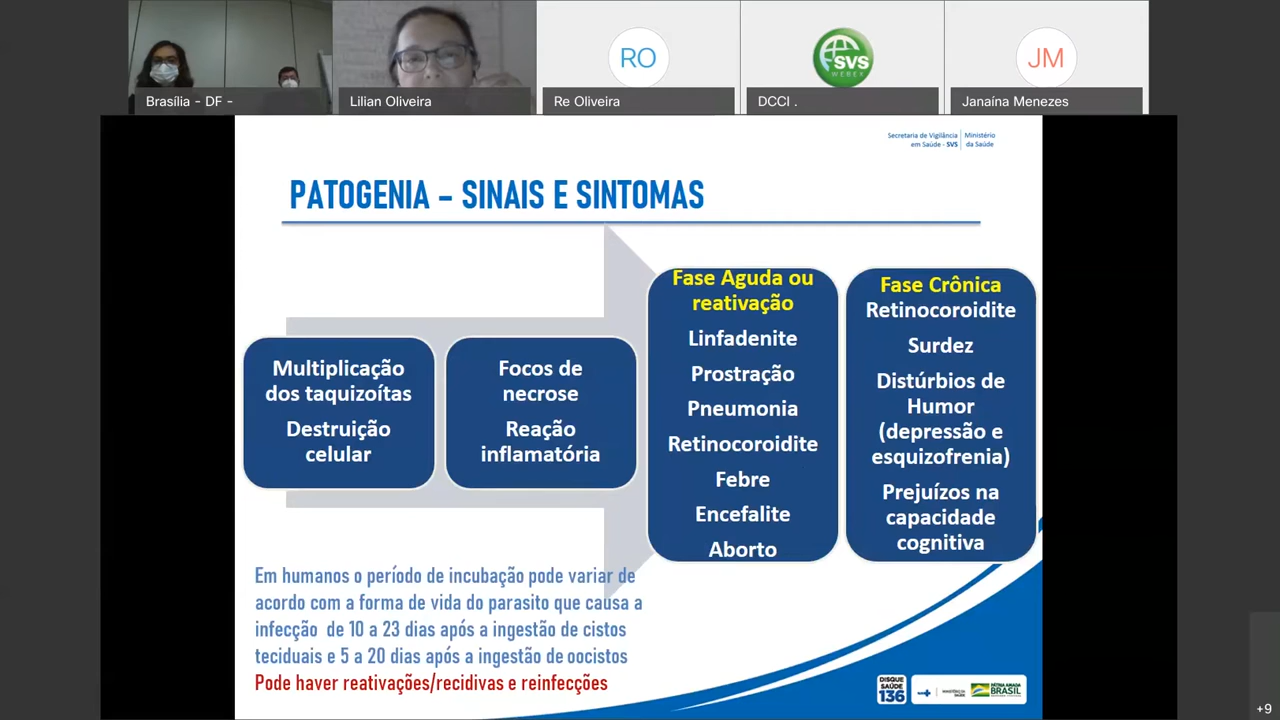 RO
SVS
WEBEX
JM
Brasília - DF -
Lilian Oliveira
Re Oliveira
DCCI .
Janaína Menezes
Secretaria de Vigilância
em Saúde - SVS
Ministério
da Saúde
PATOGENIA – SINAIS E SINTOMAS
Multiplicação
dos taquizoítas
Destruição
celular
Focos de
necrose
Reação
inflamatória
Fase Aguda ou
reativação
Linfadenite
Prostração
Pneumonia
Retinocoroidite
Febre
Encefalite
Aborto
Fase Crônica
Retinocoroidite
Surdez
Distúrbios de
Humor
(depressão e
esquizofrenia)
Prejuízos na
capacidade
cognitiva
Em humanos o período de incubação pode variar de
acordo com a forma de vida do parasito que causa a
infecção de 10 a 23 dias após a ingestão de cistos
teciduais e 5 a 20 dias após a ingestão de oocistos
Pode haver reativações/recidivas e reinfecções
DISQUE
SAÚDE
136
PÁTRIA AMADA
BRASIL
+9